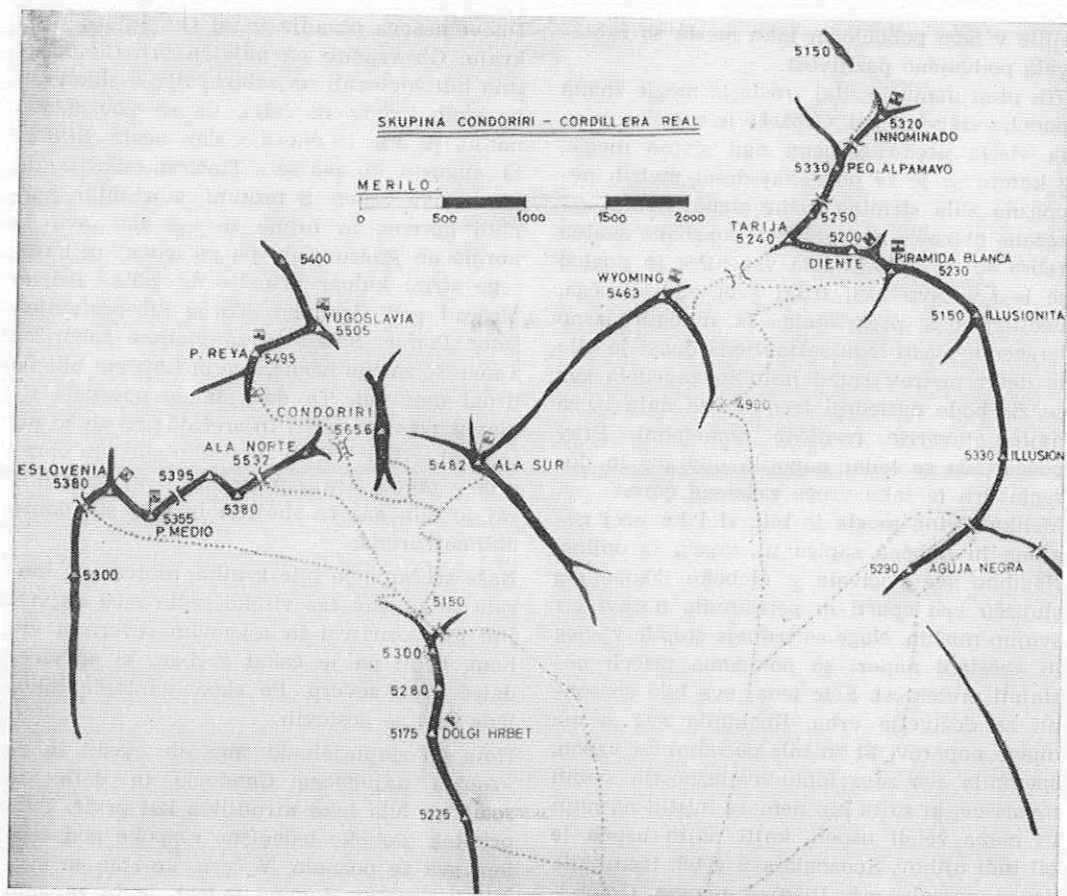 SKUPINA CONDORIRI - CORDILLERA REAL
MERILO:
0 500 1000 1500 2000
5150
5320
INNOMINADO
5330 PEQ. ALPAMAYO
5250
TARIJA
5240
5200
DIENTE
PIRAMIDA BLANCA
5230
5150 ILLUSIONITA
5400
YUGOSLAVIA
5505
P. REYA 5495
WYOMING
5463
CONDORIRI
5656
4900
ALA NORTE
5532
5482 ALA SUR
5330 ILLUSION
ESLOVENIA
5380
5395
5380
5355
P. MEDIO
5300
5290 AGUJA NEGRA
5150
5300
5280
5175 DOLGI HRBET
5225